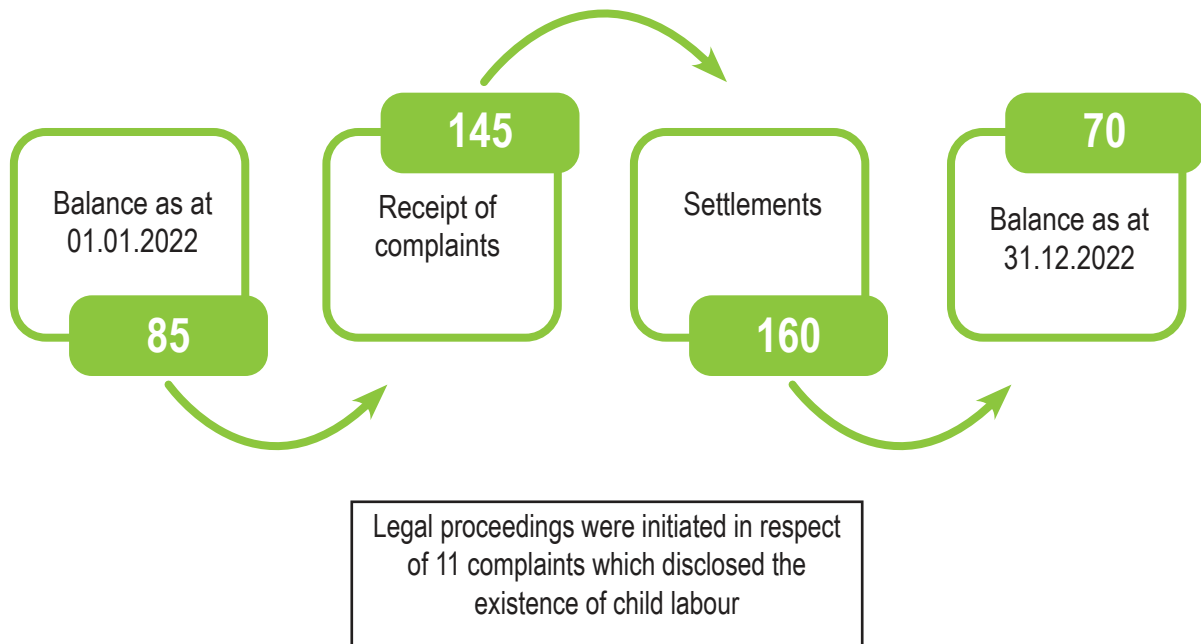 Balance as at
01.01.2022
85
145
Receipt of
complaints
Settlements
160
70
Balance as at
31.12.2022
Legal proceedings were initiated in respect
of 11 complaints which disclosed the
existence of child labour